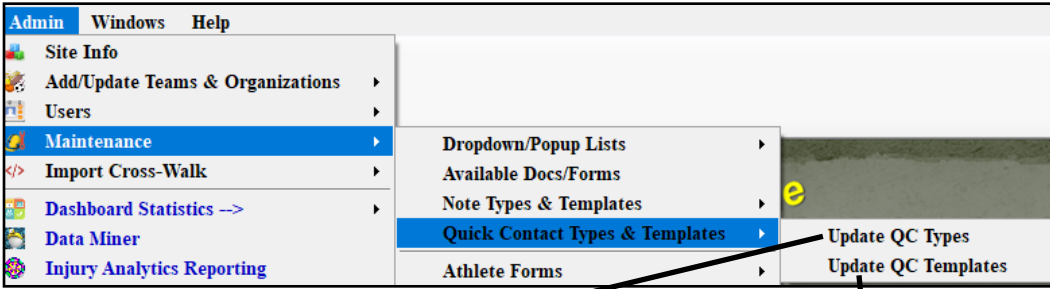 Admin Windows Help
Site Info
Add/Update Teams & Organizations
Users
Maintenance
Import Cross-Walk
Dashboard Statistics -->
Data Miner
Injury Analytics Reporting
Dropdown/Popup Lists
Available Docs/Forms
Note Types & Templates
Quick Contact Types & Templates
Athlete Forms
e
Update QC Types
Update QC Templates